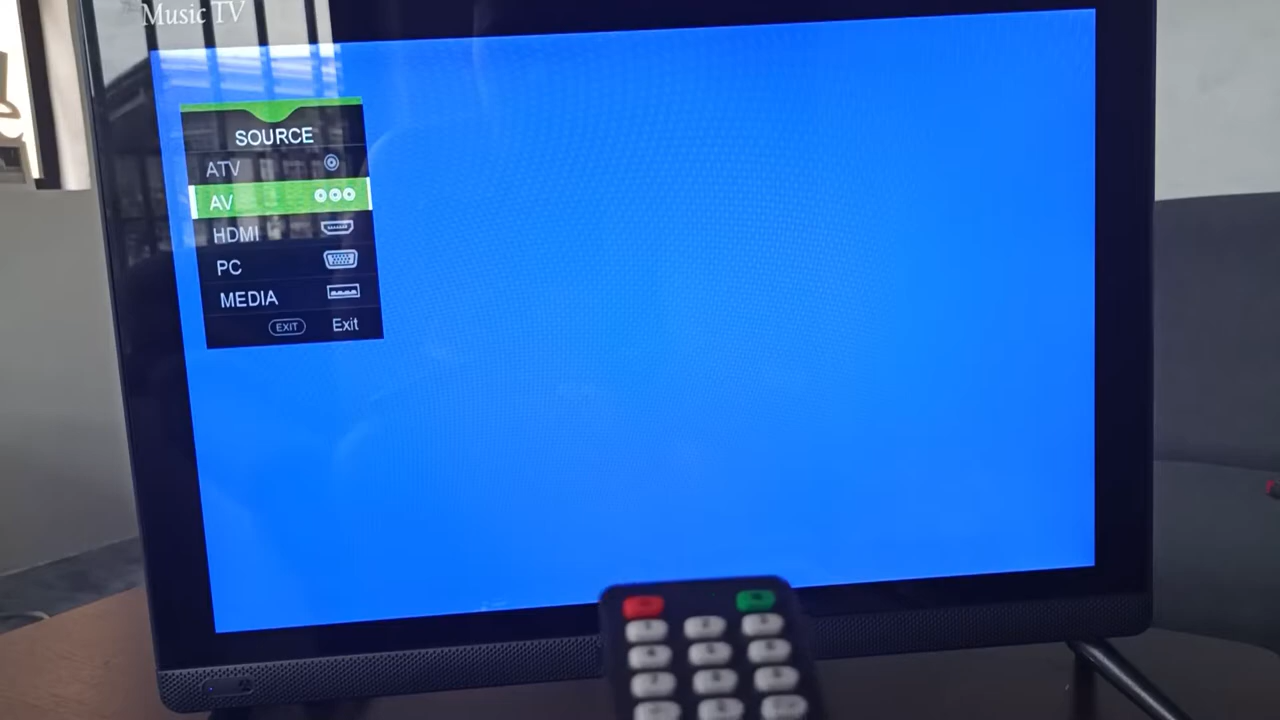 Music TV
SOURCE
ATV
AV
HDMI
PC
MEDIA
EXIT Exit